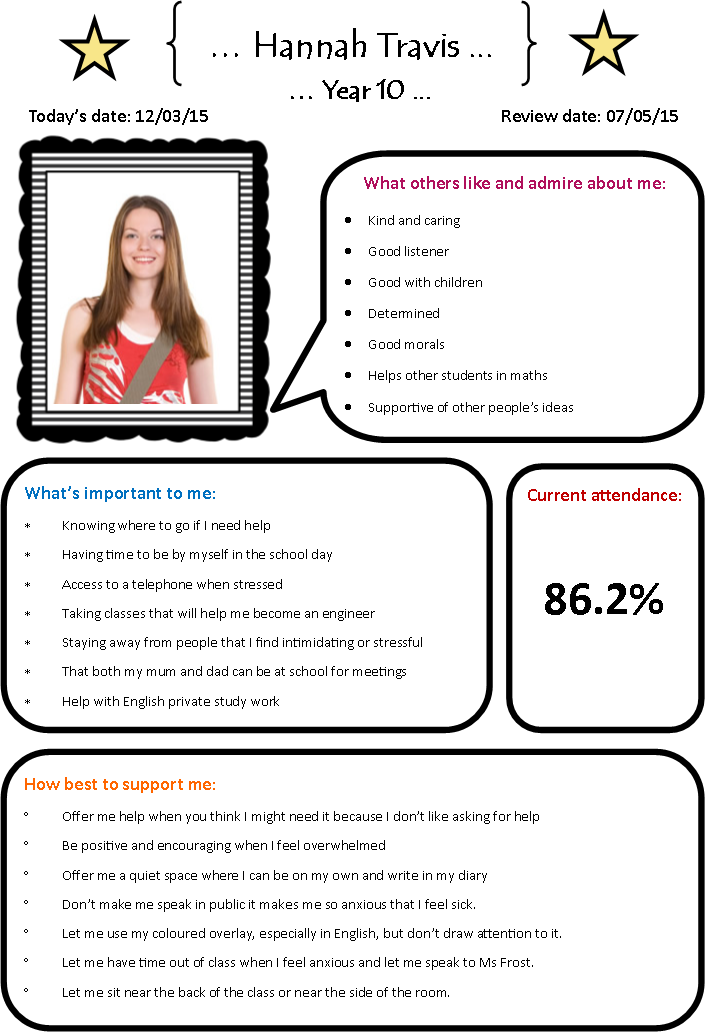 ... Hannah Travis ...
... Year 10 ...
Today's date: 12/03/15
Review date: 07/05/15
What others like and admire about me:
• Kind and caring
• Good listener
• Good with children
• Determined
• Good morals
• Helps other students in maths
• Supportive of other people's ideas
What's important to me:
* Knowing where to go if I need help
* Having time to be by myself in the school day
* Access to a telephone when stressed
* Taking classes that will help me become an engineer
* Staying away from people that I find intimidating or stressful
* That both my mum and dad can be at school for meetings
* Help with English private study work
Current attendance:
86.2%
How best to support me:
° Offer me help when you think I might need it because I don't like asking for help
° Be positive and encouraging when I feel overwhelmed
° Offer me a quiet space where I can be on my own and write in my diary
° Don't make me speak in public it makes me so anxious that I feel sick.
° Let me use my coloured overlay, especially in English, but don't draw attention to it.
° Let me have time out of class when I feel anxious and let me speak to Ms Frost.
° Let me sit near the back of the class or near the side of the room.